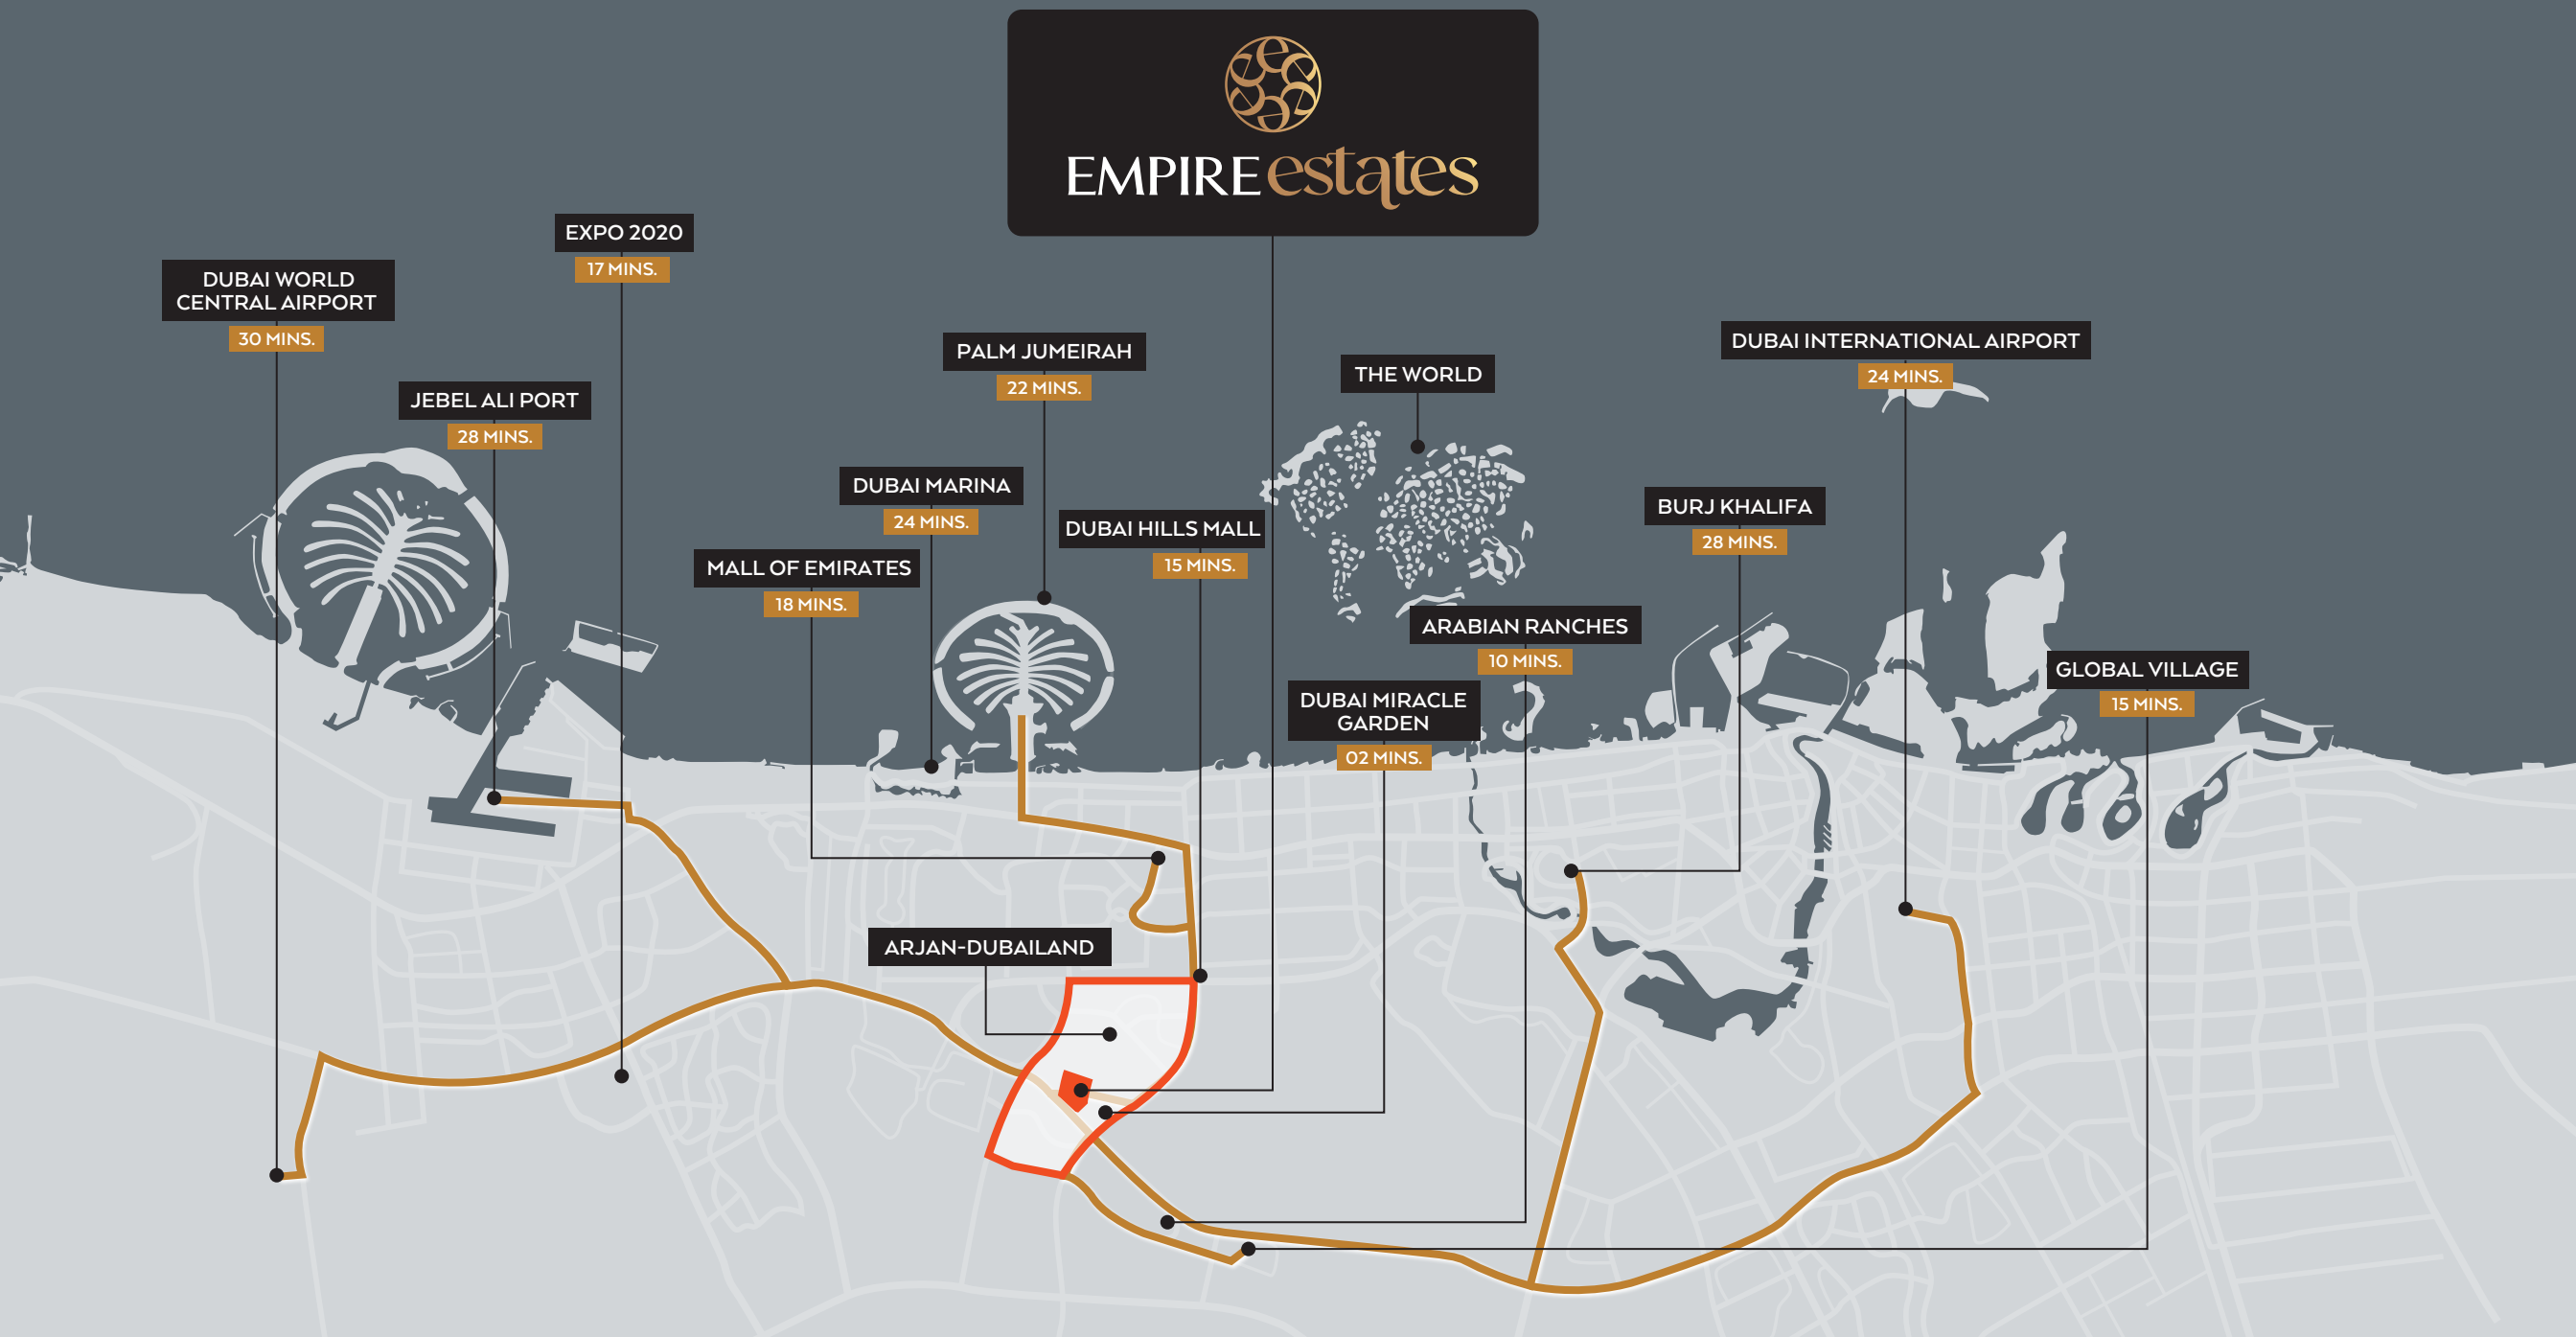 EMPIRE estates
EXPO 2020
17 MINS.
DUBAI WORLD
CENTRAL AIRPORT
30 MINS.
JEBEL ALI PORT
28 MINS.
PALM JUMEIRAH
22 MINS.
THE WORLD
DUBAI INTERNATIONAL AIRPORT
24 MINS.
DUBAI MARINA
24 MINS.
DUBAI HILLS MALL
15 MINS.
BURJ KHALIFA
28 MINS.
MALL OF EMIRATES
18 MINS.
ARABIAN RANCHES
10 MINS.
DUBAI MIRACLE
GARDEN
02 MINS.
GLOBAL VILLAGE
15 MINS.
ARJAN-DUBAILAND